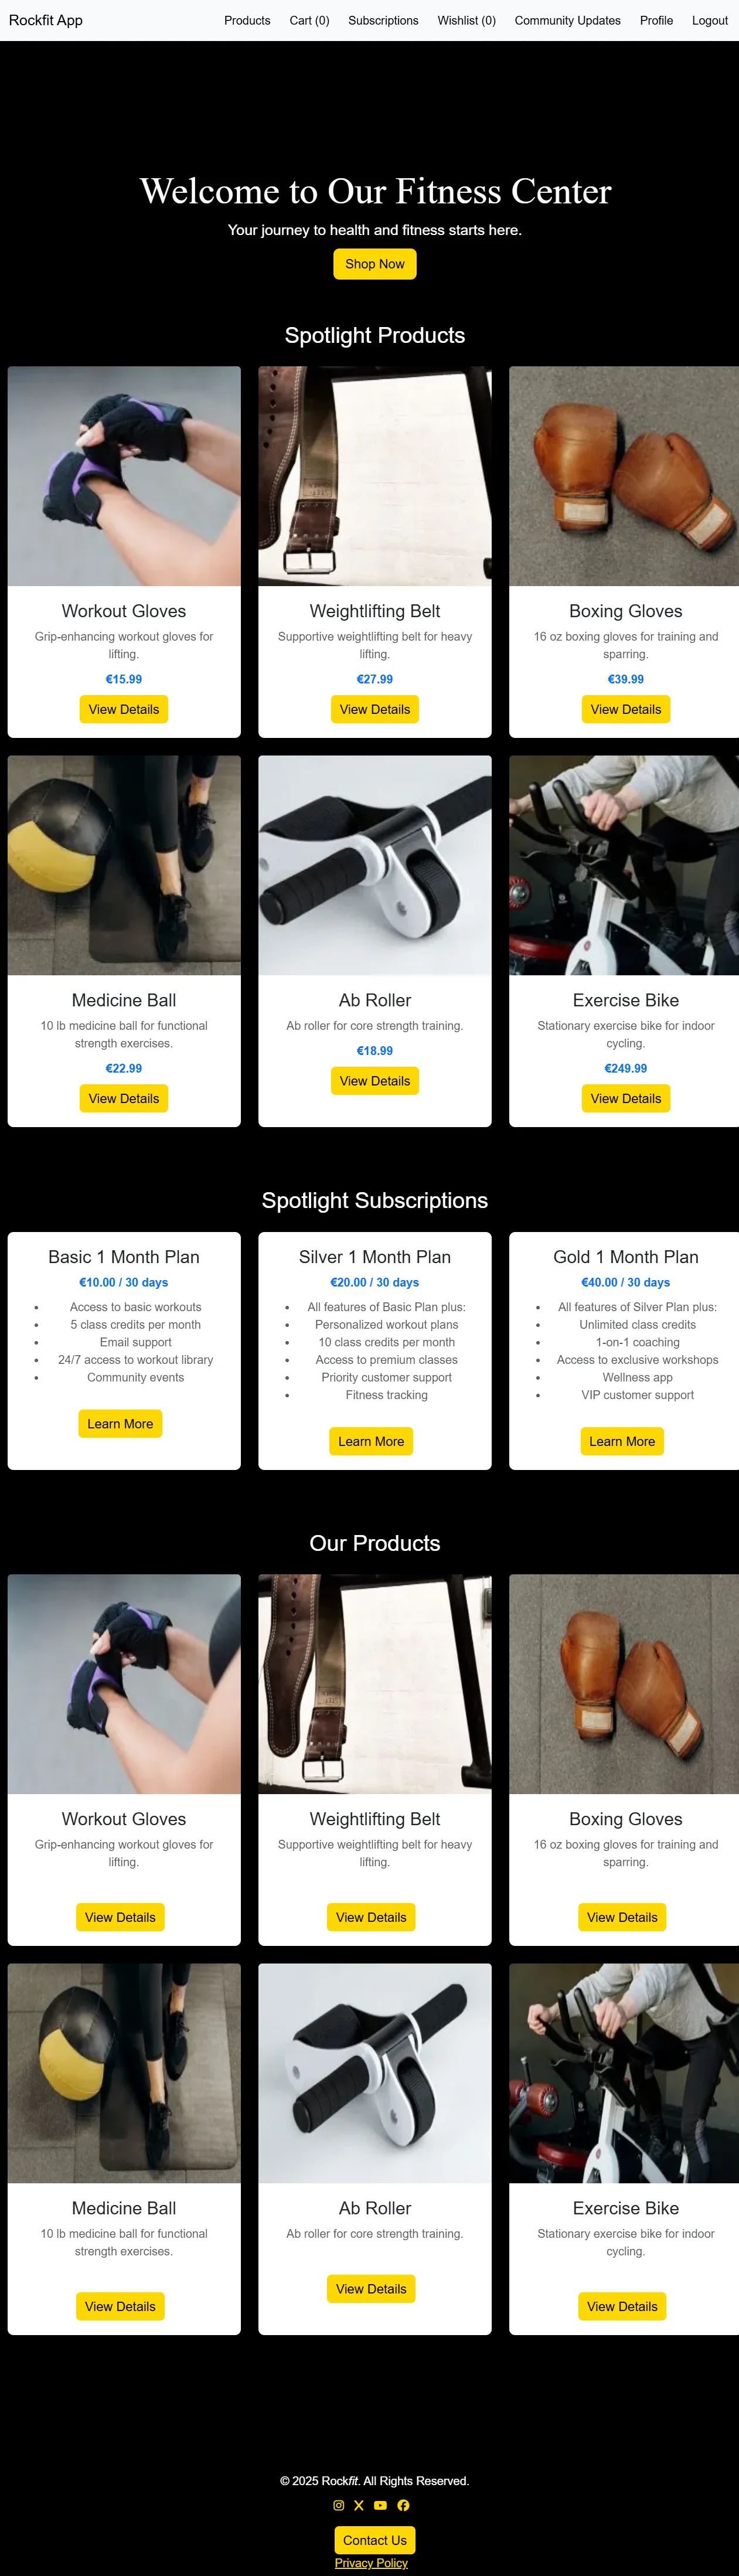 Rockfit App
Products
Cart (0)
Subscriptions
Wishlist (0)
Community Updates
Profile
Logout
Welcome to Our Fitness Center
Your journey to health and fitness starts here.
Shop Now
Spotlight Products
Workout Gloves
Grip-enhancing workout gloves for
lifting.
€15.99
View Details
Weightlifting Belt
Supportive weightlifting belt for heavy
lifting.
€27.99
View Details
Boxing Gloves
16 oz boxing gloves for training and
sparring.
€39.99
View Details
Medicine Ball
10 lb medicine ball for functional
strength exercises.
€22.99
View Details
Ab Roller
Ab roller for core strength training.
€18.99
View Details
Exercise Bike
Stationary exercise bike for indoor
cycling.
€249.99
View Details
Spotlight Subscriptions
Basic 1 Month Plan
€10.00 / 30 days
• Access to basic workouts
• 5 class credits per month
• Email support
• 24/7 access to workout library
• Community events
Learn More
Silver 1 Month Plan
€20.00 / 30 days
• All features of Basic Plan plus:
• Personalized workout plans
• 10 class credits per month
• Access to premium classes
• Priority customer support
• Fitness tracking
Learn More
Gold 1 Month Plan
€40.00 / 30 days
• All features of Silver Plan plus:
• Unlimited class credits
• 1-on-1 coaching
• Access to exclusive workshops
• Wellness app
• VIP customer support
Learn More
Our Products
Workout Gloves
Grip-enhancing workout gloves for
lifting.
View Details
Weightlifting Belt
Supportive weightlifting belt for heavy
lifting.
View Details
Boxing Gloves
16 oz boxing gloves for training and
sparring.
View Details
Medicine Ball
10 lb medicine ball for functional
strength exercises.
View Details
Ab Roller
Ab roller for core strength training.
View Details
Exercise Bike
Stationary exercise bike for indoor
cycling.
View Details
© 2025 Rockfit. All Rights Reserved.
Contact Us
Privacy Policy